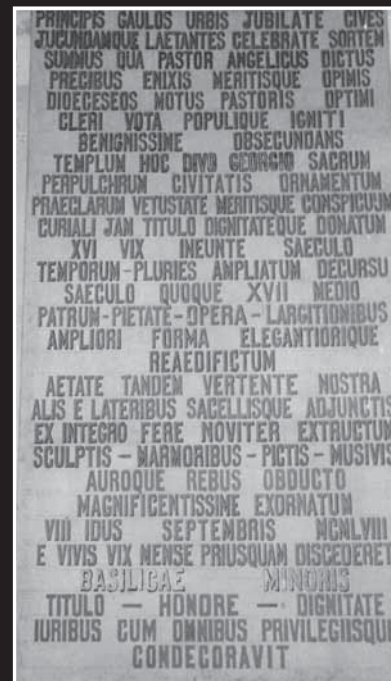 PRINCIPIS GAULOS URBIS JUBILATE CIVES
JUCUNDAMQUE LAETANTES CELEBRATE SORTEM
SUMMUS QUA PASTOR ANGELICUS DICTUS
PRECIBUS ENIXIS MERITISQUE OPIMIS
DIOECESEOS MOTUS PASTORIS OPTIMI
CLERI VOTA POPULIQUE IGNITI
BENIGNISSIME OBSECUNDANS
TEMPLUM HOC DIVO GEORGIO SACRUM
PERPULCHRUM CIVITATIS ORNAMENTUM
PRAECLARUM VETUSTATE MERITISQUE CONSPICUUM
CURIALI JAM TITULO DIGNITATEQUE DONATUM
XVI VIX INEUNTE SAECULO
TEMPORUM-PLURIES AMPLIATUM DECURSU
SAECULO QUOQUE XVII MEDIO
PATRUM-PIETATE-OPERA-LARGITIONIBUS
AMPLIORI FORMA ELEGANTIORIQUE
REAEDIFICTUM
AETATE TANDEM VERTENTE NOSTRA
ALIS E LATERIBUS SACELLISQUE ADJUNCTIS
EX INTEGRO FERE NOVITER EXTRUCTUM
SCULPTIS - MARMORIBUS - PICTIS - MUSIVIS
AUROQUE REBUS OBDUCTO
MAGNIFICENTISSIME EXORNATUM
VIII IDUS SEPTEMBRIS MCMLVIII
E VIVIS VIX MENSE PRIUSQUAM DISCEDERET
BASILICAE MINORIS
TITULO — HONORE — DIGNITATE
IURIBUS CUM OMNIBUS PRIVILEGIISQUE
CONDECORAVIT